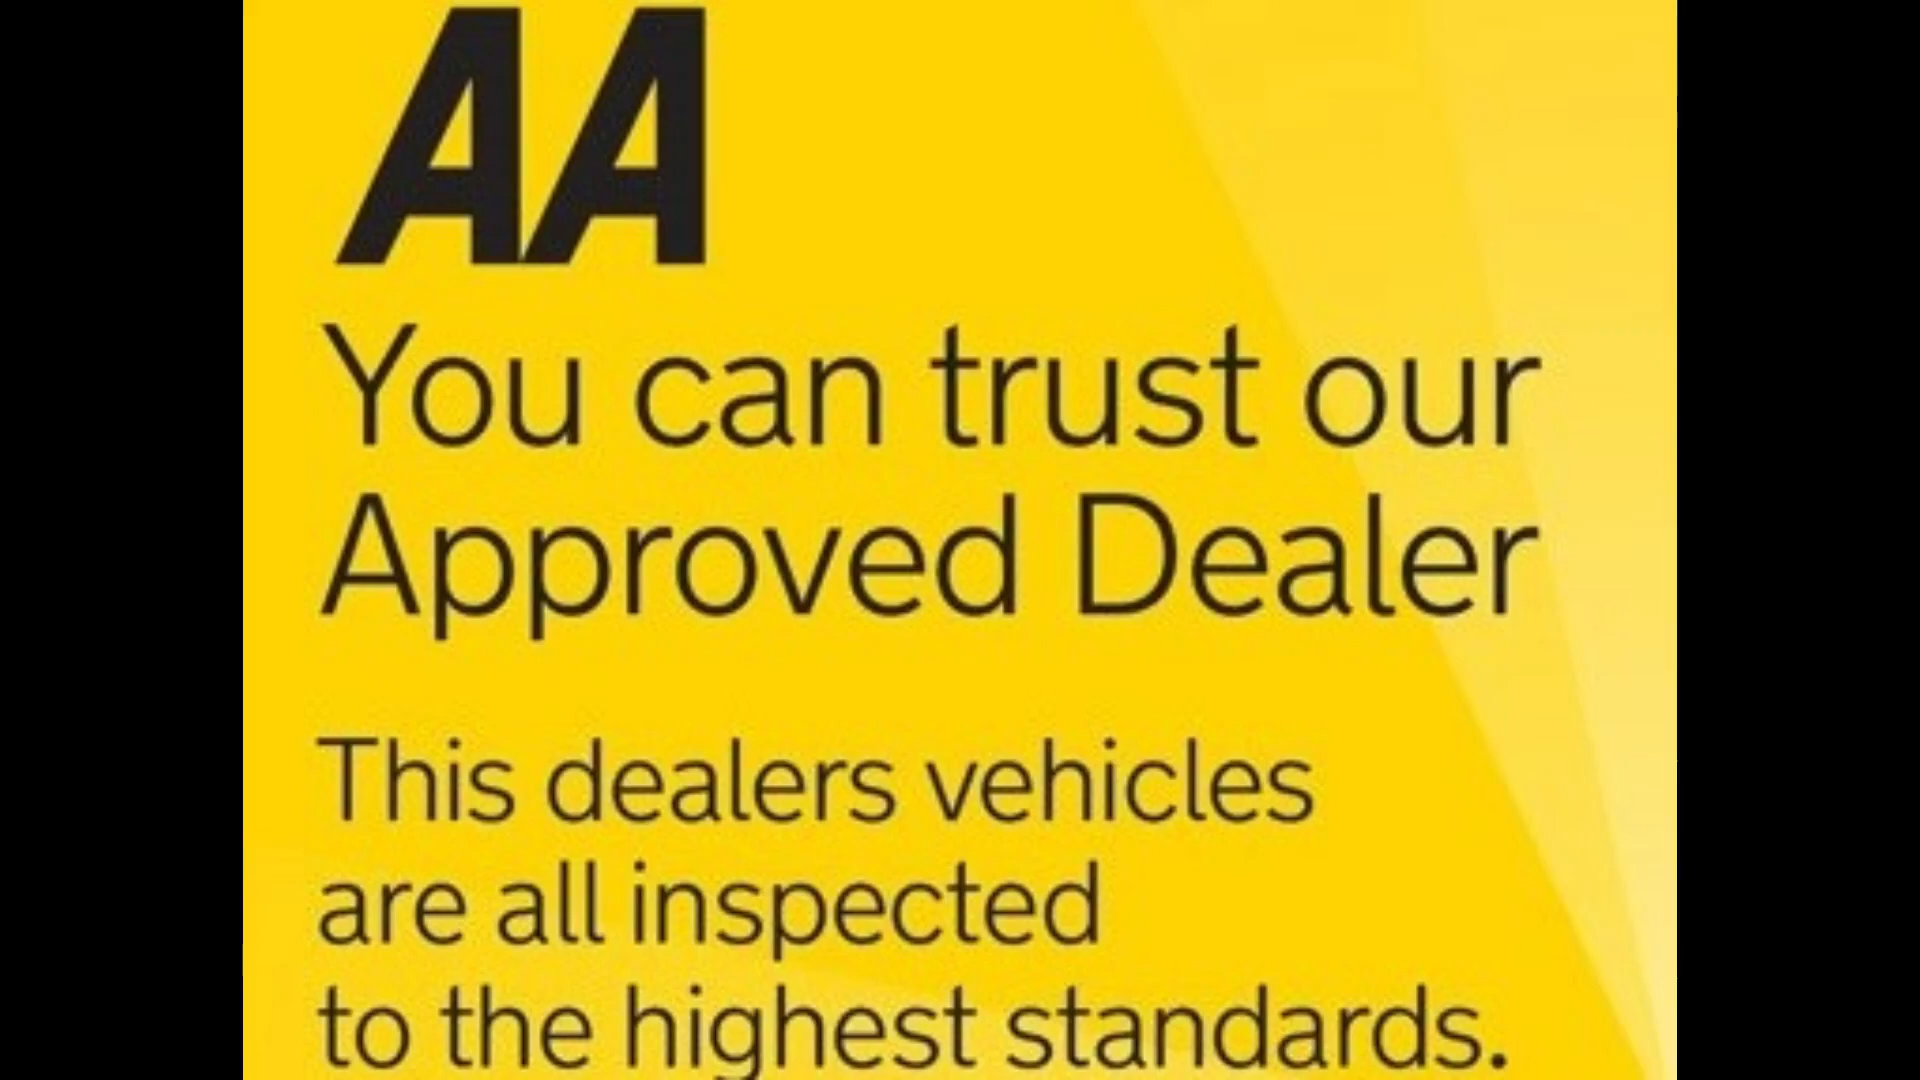 AA
You can trust our
Approved Dealer
This dealers vehicles
are all inspected
to the highest standards.